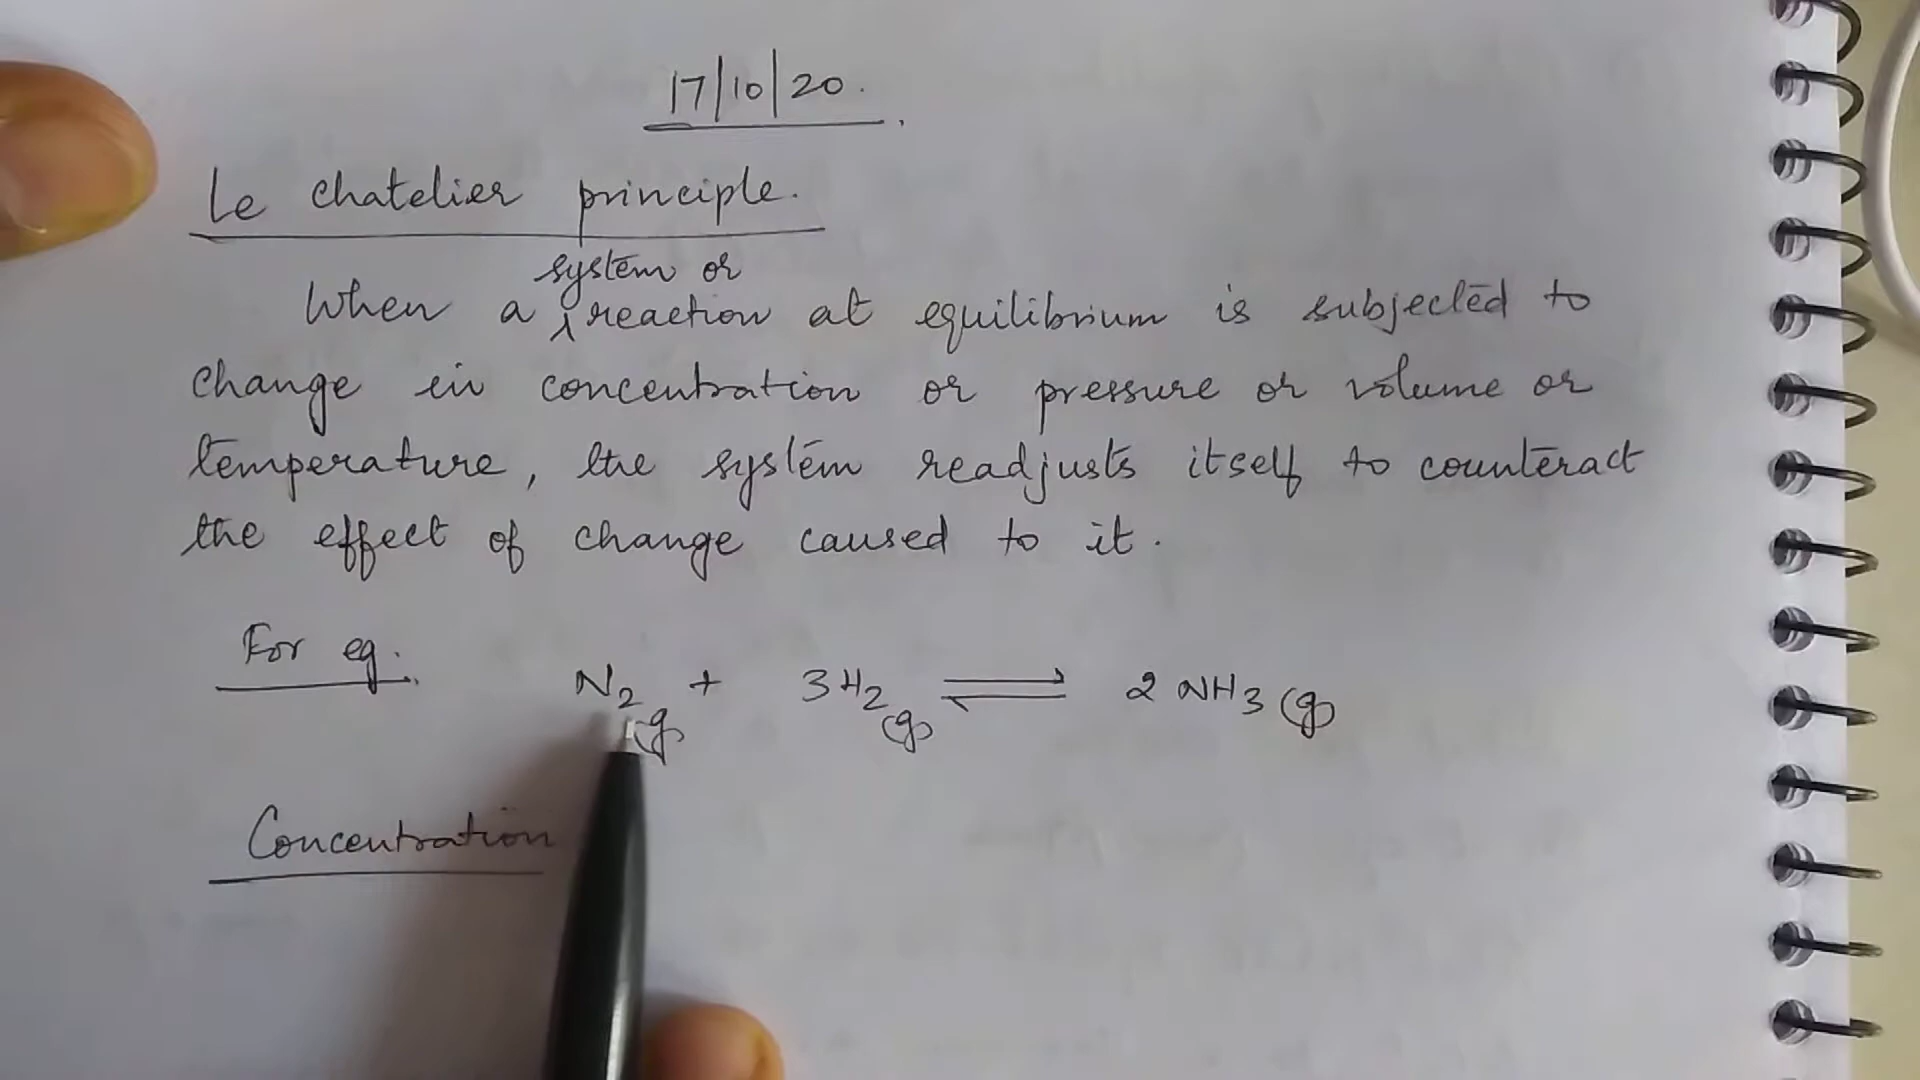 17/10/20.
Le chatelier principle.
system or
When a ∧ reaction at equilibrium is subjected to
change in concentration or pressure or volume or
temperature, the system readjusts itself to counteract
the effect of change caused to it.
For eg. N₂(g) + 3H₂(g) ⇌ 2NH₃(g)
Concentration